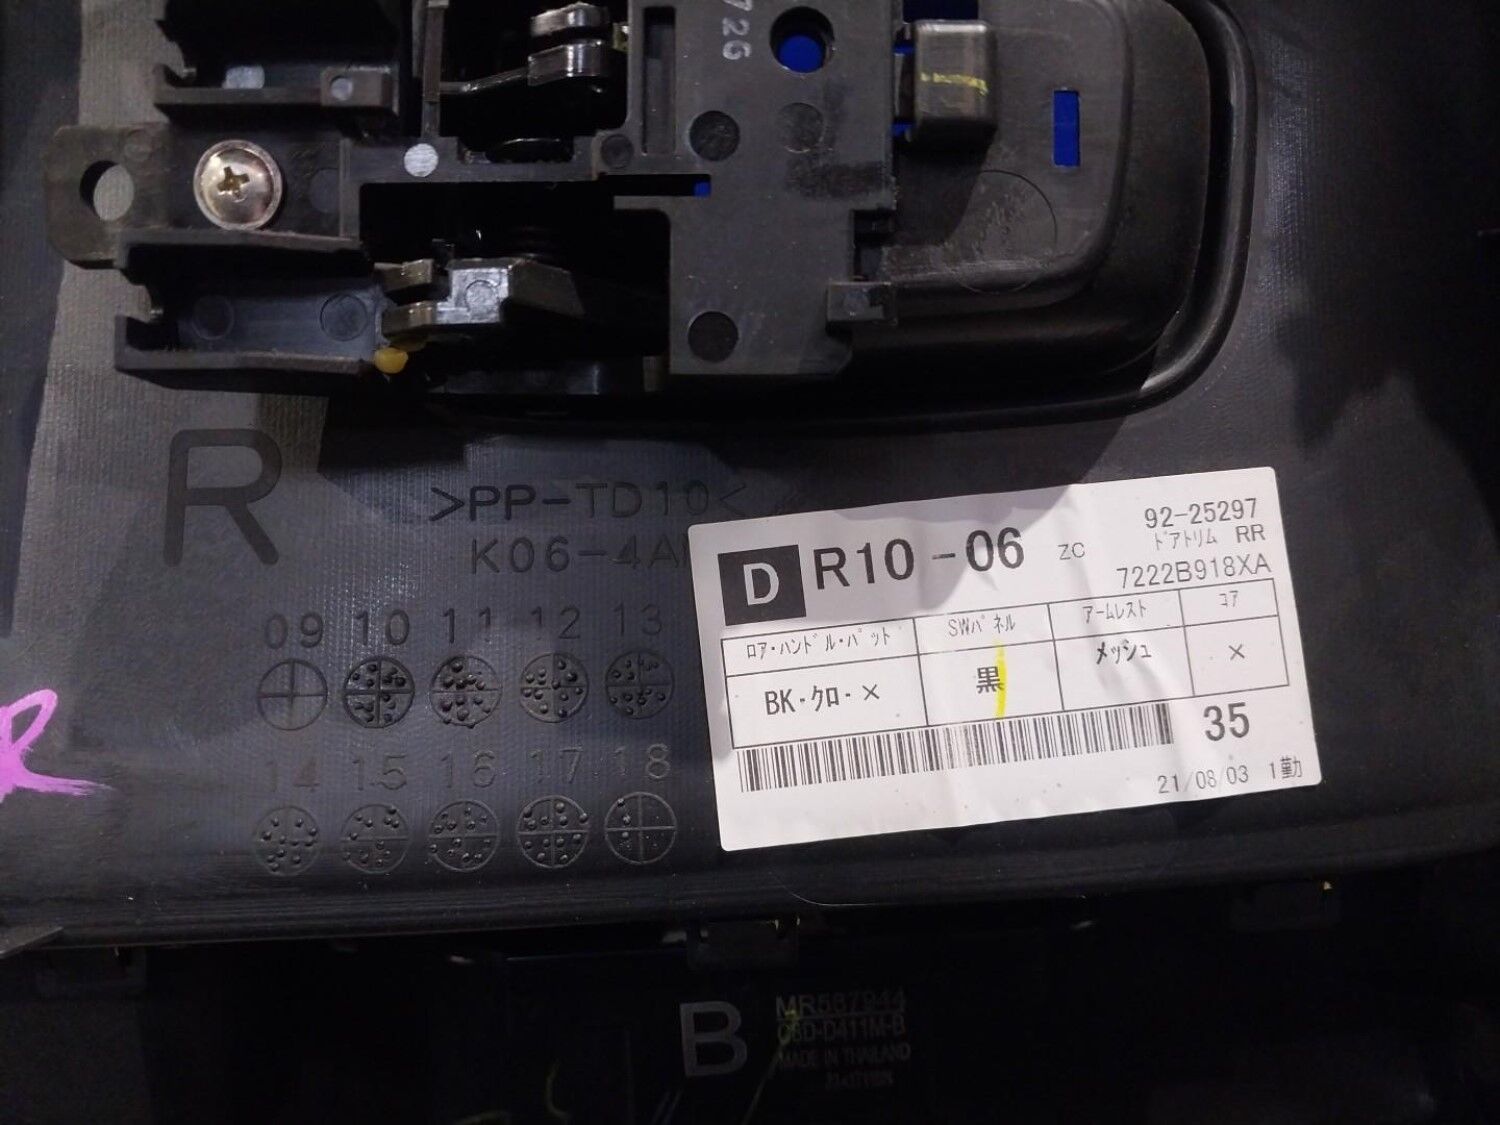 726
R
>PP-TD10<
K06-4A
09 10 11 12 13
14 15 16 17 18
R
D R10-06 ZC
92-25297
ドアトリム RR
7222B918XA
ロア・ハンドル・パット SWパネル アームレスト コア
BK・クロ・× 黒 メッシュ ×
35
21/08/03 1勤
B
MR567944
MADE IN THAILAND